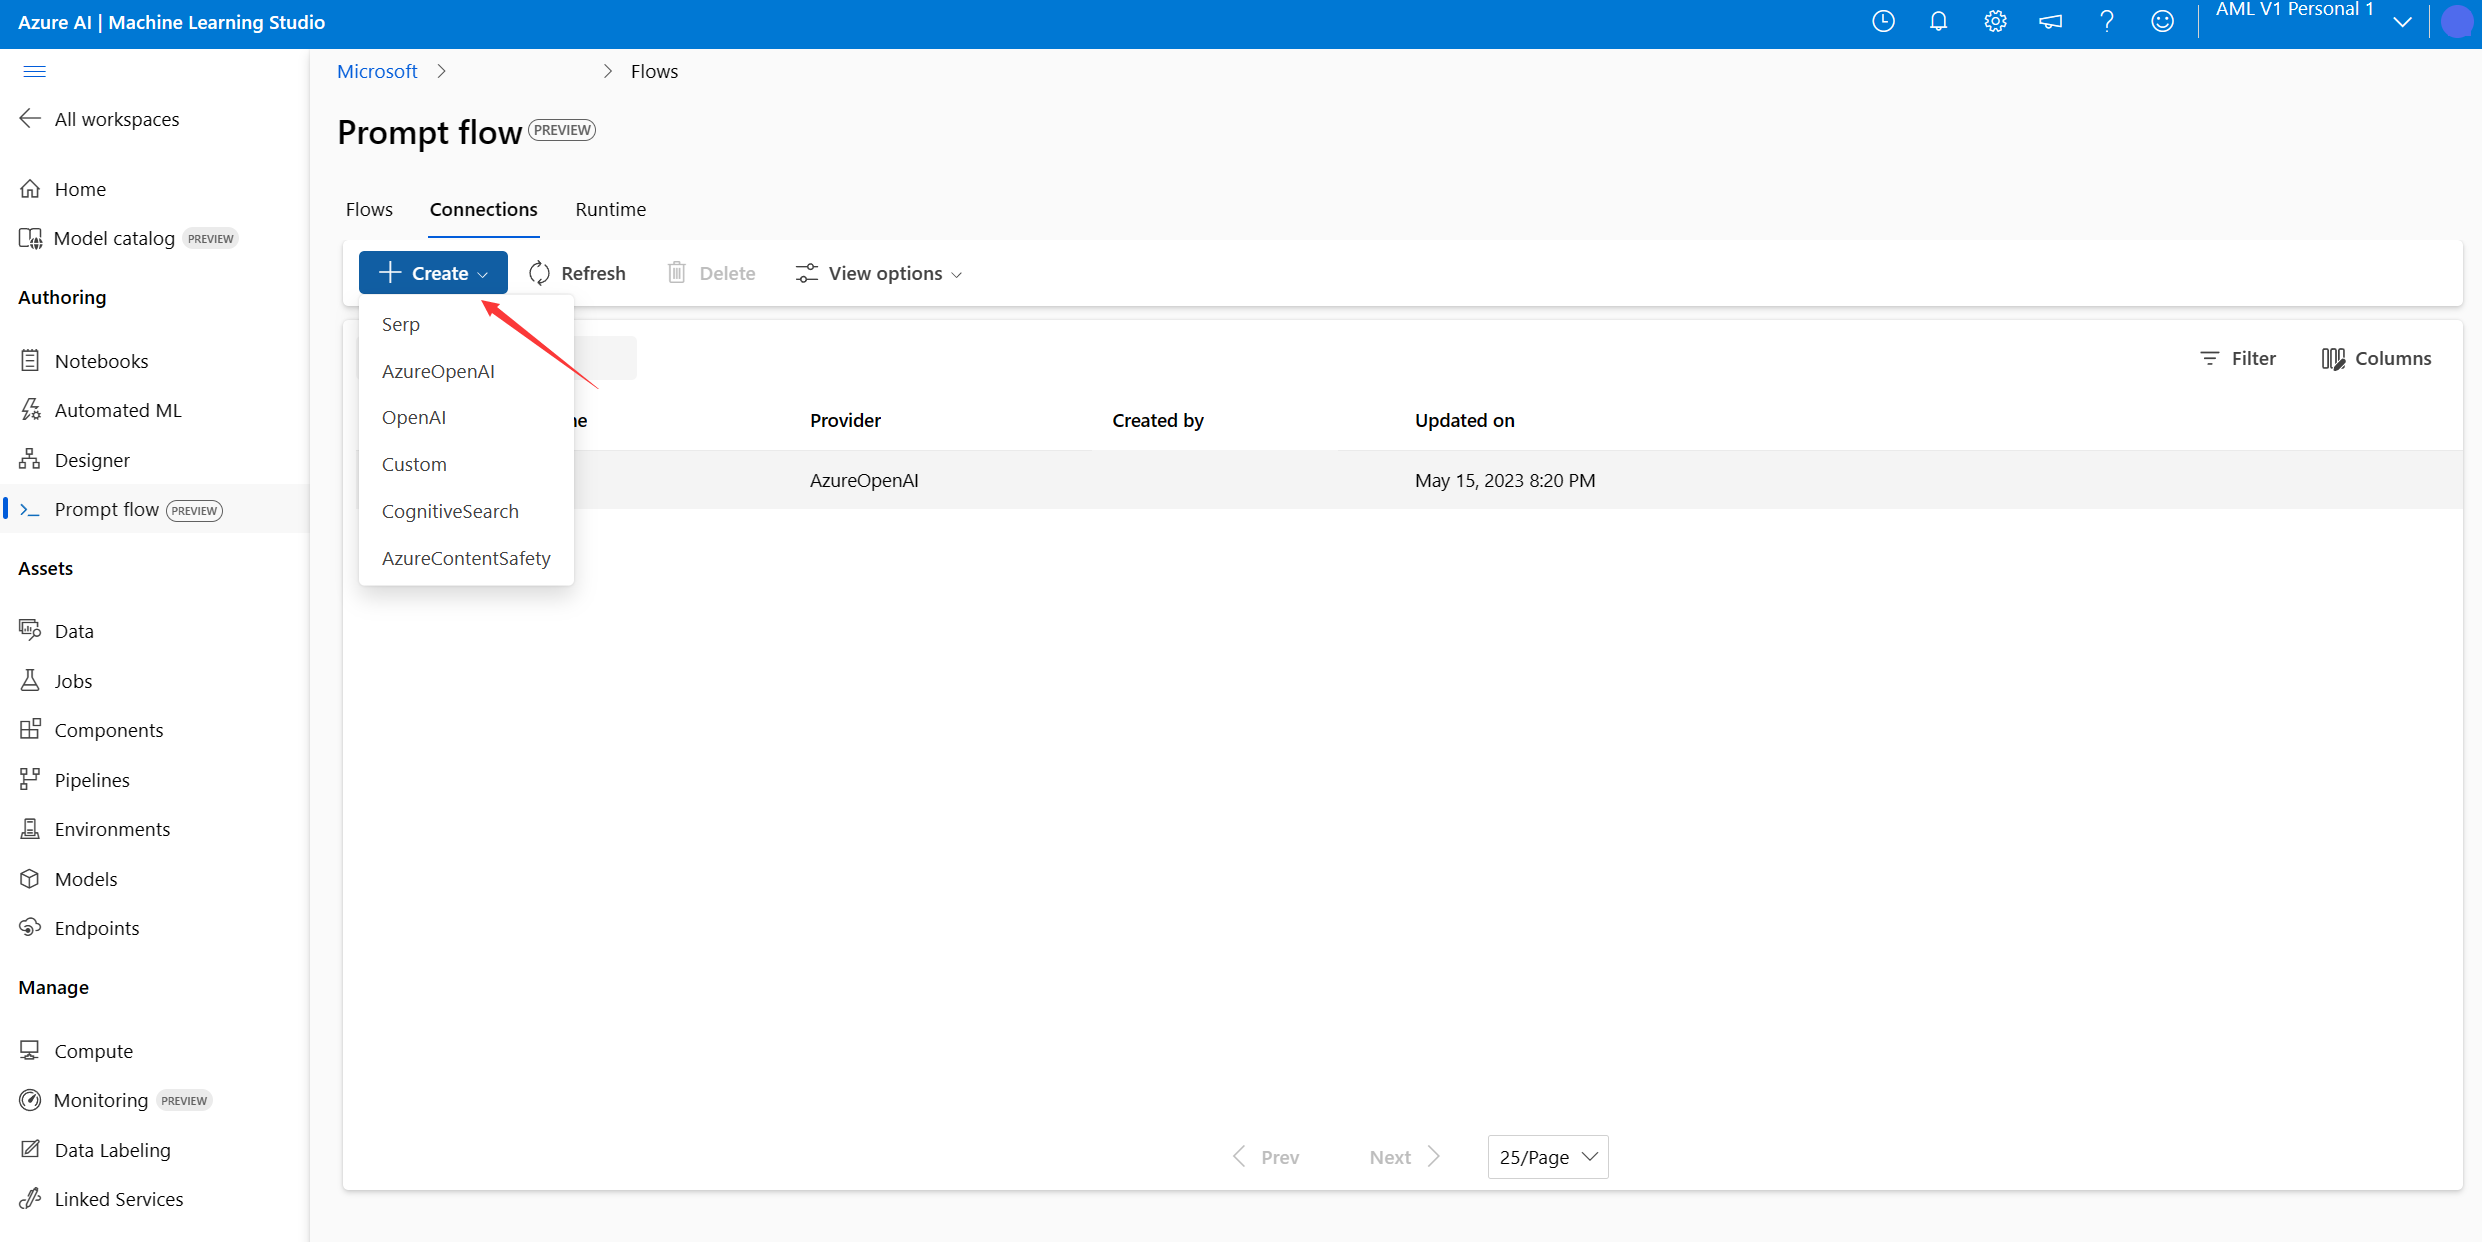 Azure AI | Machine Learning Studio
AML V1 Personal 1
Microsoft
Flows
All workspaces
Prompt flow PREVIEW
Home
Model catalog PREVIEW
Flows Connections Runtime
Create Refresh Delete View options
Authoring
Serp
AzureOpenAI
OpenAI
Custom
CognitiveSearch
AzureContentSafety
Filter Columns
Provider Created by Updated on
AzureOpenAI May 15, 2023 8:20 PM
Notebooks
Automated ML
Designer
Prompt flow PREVIEW
Assets
Data
Jobs
Components
Pipelines
Environments
Models
Endpoints
Manage
Compute
Monitoring PREVIEW
Data Labeling
Linked Services
Prev Next 25/Page